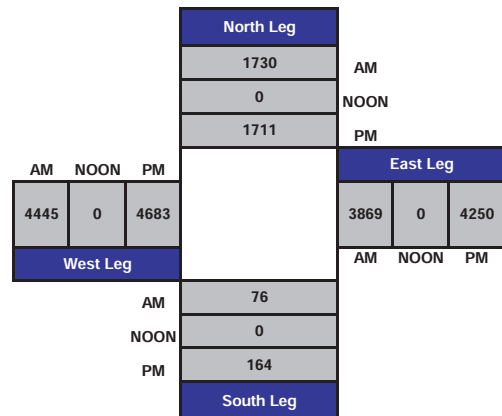 North Leg
1730 AM
0 NOON
1711 PM
AM NOON PM
East Leg
4445 0 4683
3869 0 4250
West Leg
AM NOON PM
AM 76
NOON 0
PM 164
South Leg